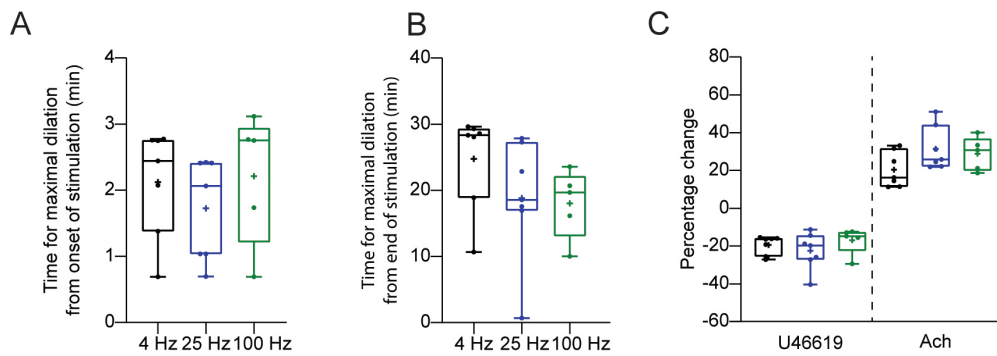 A
Time for maximal dilation
from onset of stimulation (min)
4
3
2
1
0
4 Hz 25 Hz 100 Hz
B
Time for maximal dilation
from end of stimulation (min)
40
30
20
10
0
4 Hz 25 Hz 100 Hz
C
Percentage change
80
60
40
20
0
-20
-40
-60
U46619 Ach